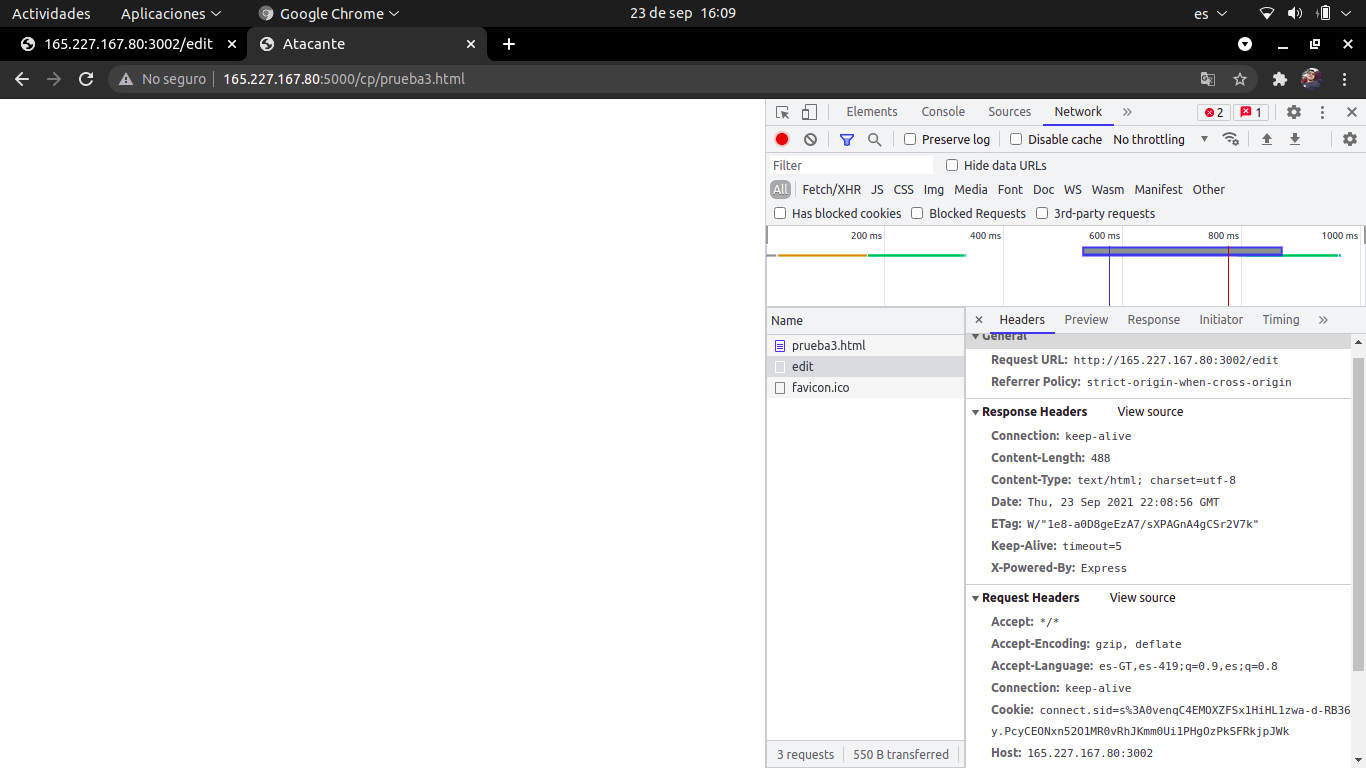 Actividades Aplicaciones Google Chrome 23 de sep 16:09 es
165.227.167.80:3002/edit Atacante
No seguro 165.227.167.80:5000/cp/prueba3.html
Elements Console Sources Network 2 1
Preserve log Disable cache No throttling
Filter Hide data URLs
All Fetch/XHR JS CSS Img Media Font Doc WS Wasm Manifest Other
Has blocked cookies Blocked Requests 3rd-party requests
200 ms 400 ms 600 ms 800 ms 1000 ms
Name
prueba3.html
edit
favicon.ico
3 requests 550 B transferred
Headers Preview Response Initiator Timing
General
Request URL: http://165.227.167.80:3002/edit
Referrer Policy: strict-origin-when-cross-origin
Response Headers View source
Connection: keep-alive
Content-Length: 488
Content-Type: text/html; charset=utf-8
Date: Thu, 23 Sep 2021 22:08:56 GMT
ETag: W/"1e8-a0D8geEzA7/sXPAGnA4gCSr2V7k"
Keep-Alive: timeout=5
X-Powered-By: Express
Request Headers View source
Accept: */*
Accept-Encoding: gzip, deflate
Accept-Language: es-GT,es-419;q=0.9,es;q=0.8
Connection: keep-alive
Cookie: connect.sid=s%3A0venqC4EMOXZFSx1HiHL1zwa-d-RB36
y.PcyCEONxn52O1MR0vRhJKmm0Ui1PHgOzPkSFRkjpJWk
Host: 165.227.167.80:3002